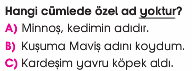 Hangi cümlede özel ad yoktur?
A) Minnoş, kedimin adıdır.
B) Kuşuma Maviş adını koydum.
C) Kardeşim yavru köpek aldı.